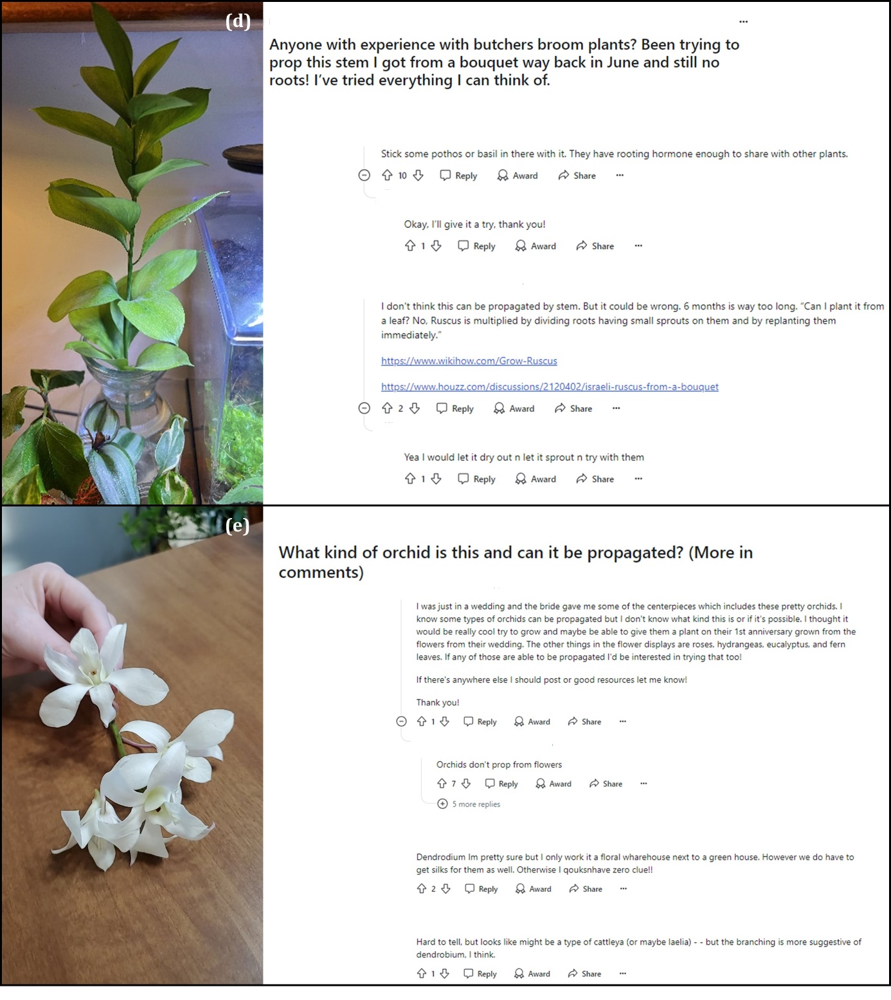 (d)
Anyone with experience with butchers broom plants? Been trying to
prop this stem I got from a bouquet way back in June and still no
roots! I've tried everything I can think of.
Stick some pothos or basil in there with it. They have rooting hormone enough to share with other plants.
10 Reply Award Share
Okay, I'll give it a try, thank you!
1 Reply Award Share
I don't think this can be propagated by stem. But it could be wrong. 6 months is way too long. "Can I plant it from
a leaf? No, Ruscus is multiplied by dividing roots having small sprouts on them and by replanting them
immediately."
https://www.wikihow.com/Grow-Ruscus
https://www.houzz.com/discussions/2120402/israeli-ruscus-from-a-bouquet
2 Reply Award Share
Yea I would let it dry out n let it sprout n try with them
1 Reply Award Share
(e)
What kind of orchid is this and can it be propagated? (More in
comments)
I was just in a wedding and the bride gave me some of the centerpieces which includes these pretty orchids. I
know some types of orchids can be propagated but I don't know what kind this is or if it's possible. I thought it
would be really cool try to grow and maybe be able to give them a plant on their 1st anniversary grown from the
flowers from their wedding. The other things in the flower displays are roses, hydrangeas, eucalyptus, and fern
leaves. If any of those are able to be propagated I'd be interested in trying that too!
If there's anywhere else I should post or good resources let me know!
Thank you!
1 Reply Award Share
Orchids don't prop from flowers
7 Reply Award Share
5 more replies
Dendrodium Im pretty sure but I only work it a floral wharehouse next to a green house. However we do have to
get silks for them as well. Otherwise I qouksnhave zero clue!!
2 Reply Award Share
Hard to tell, but looks like might be a type of cattleya (or maybe laelia) - - but the branching is more suggestive of
dendrobium, I think.
1 Reply Award Share